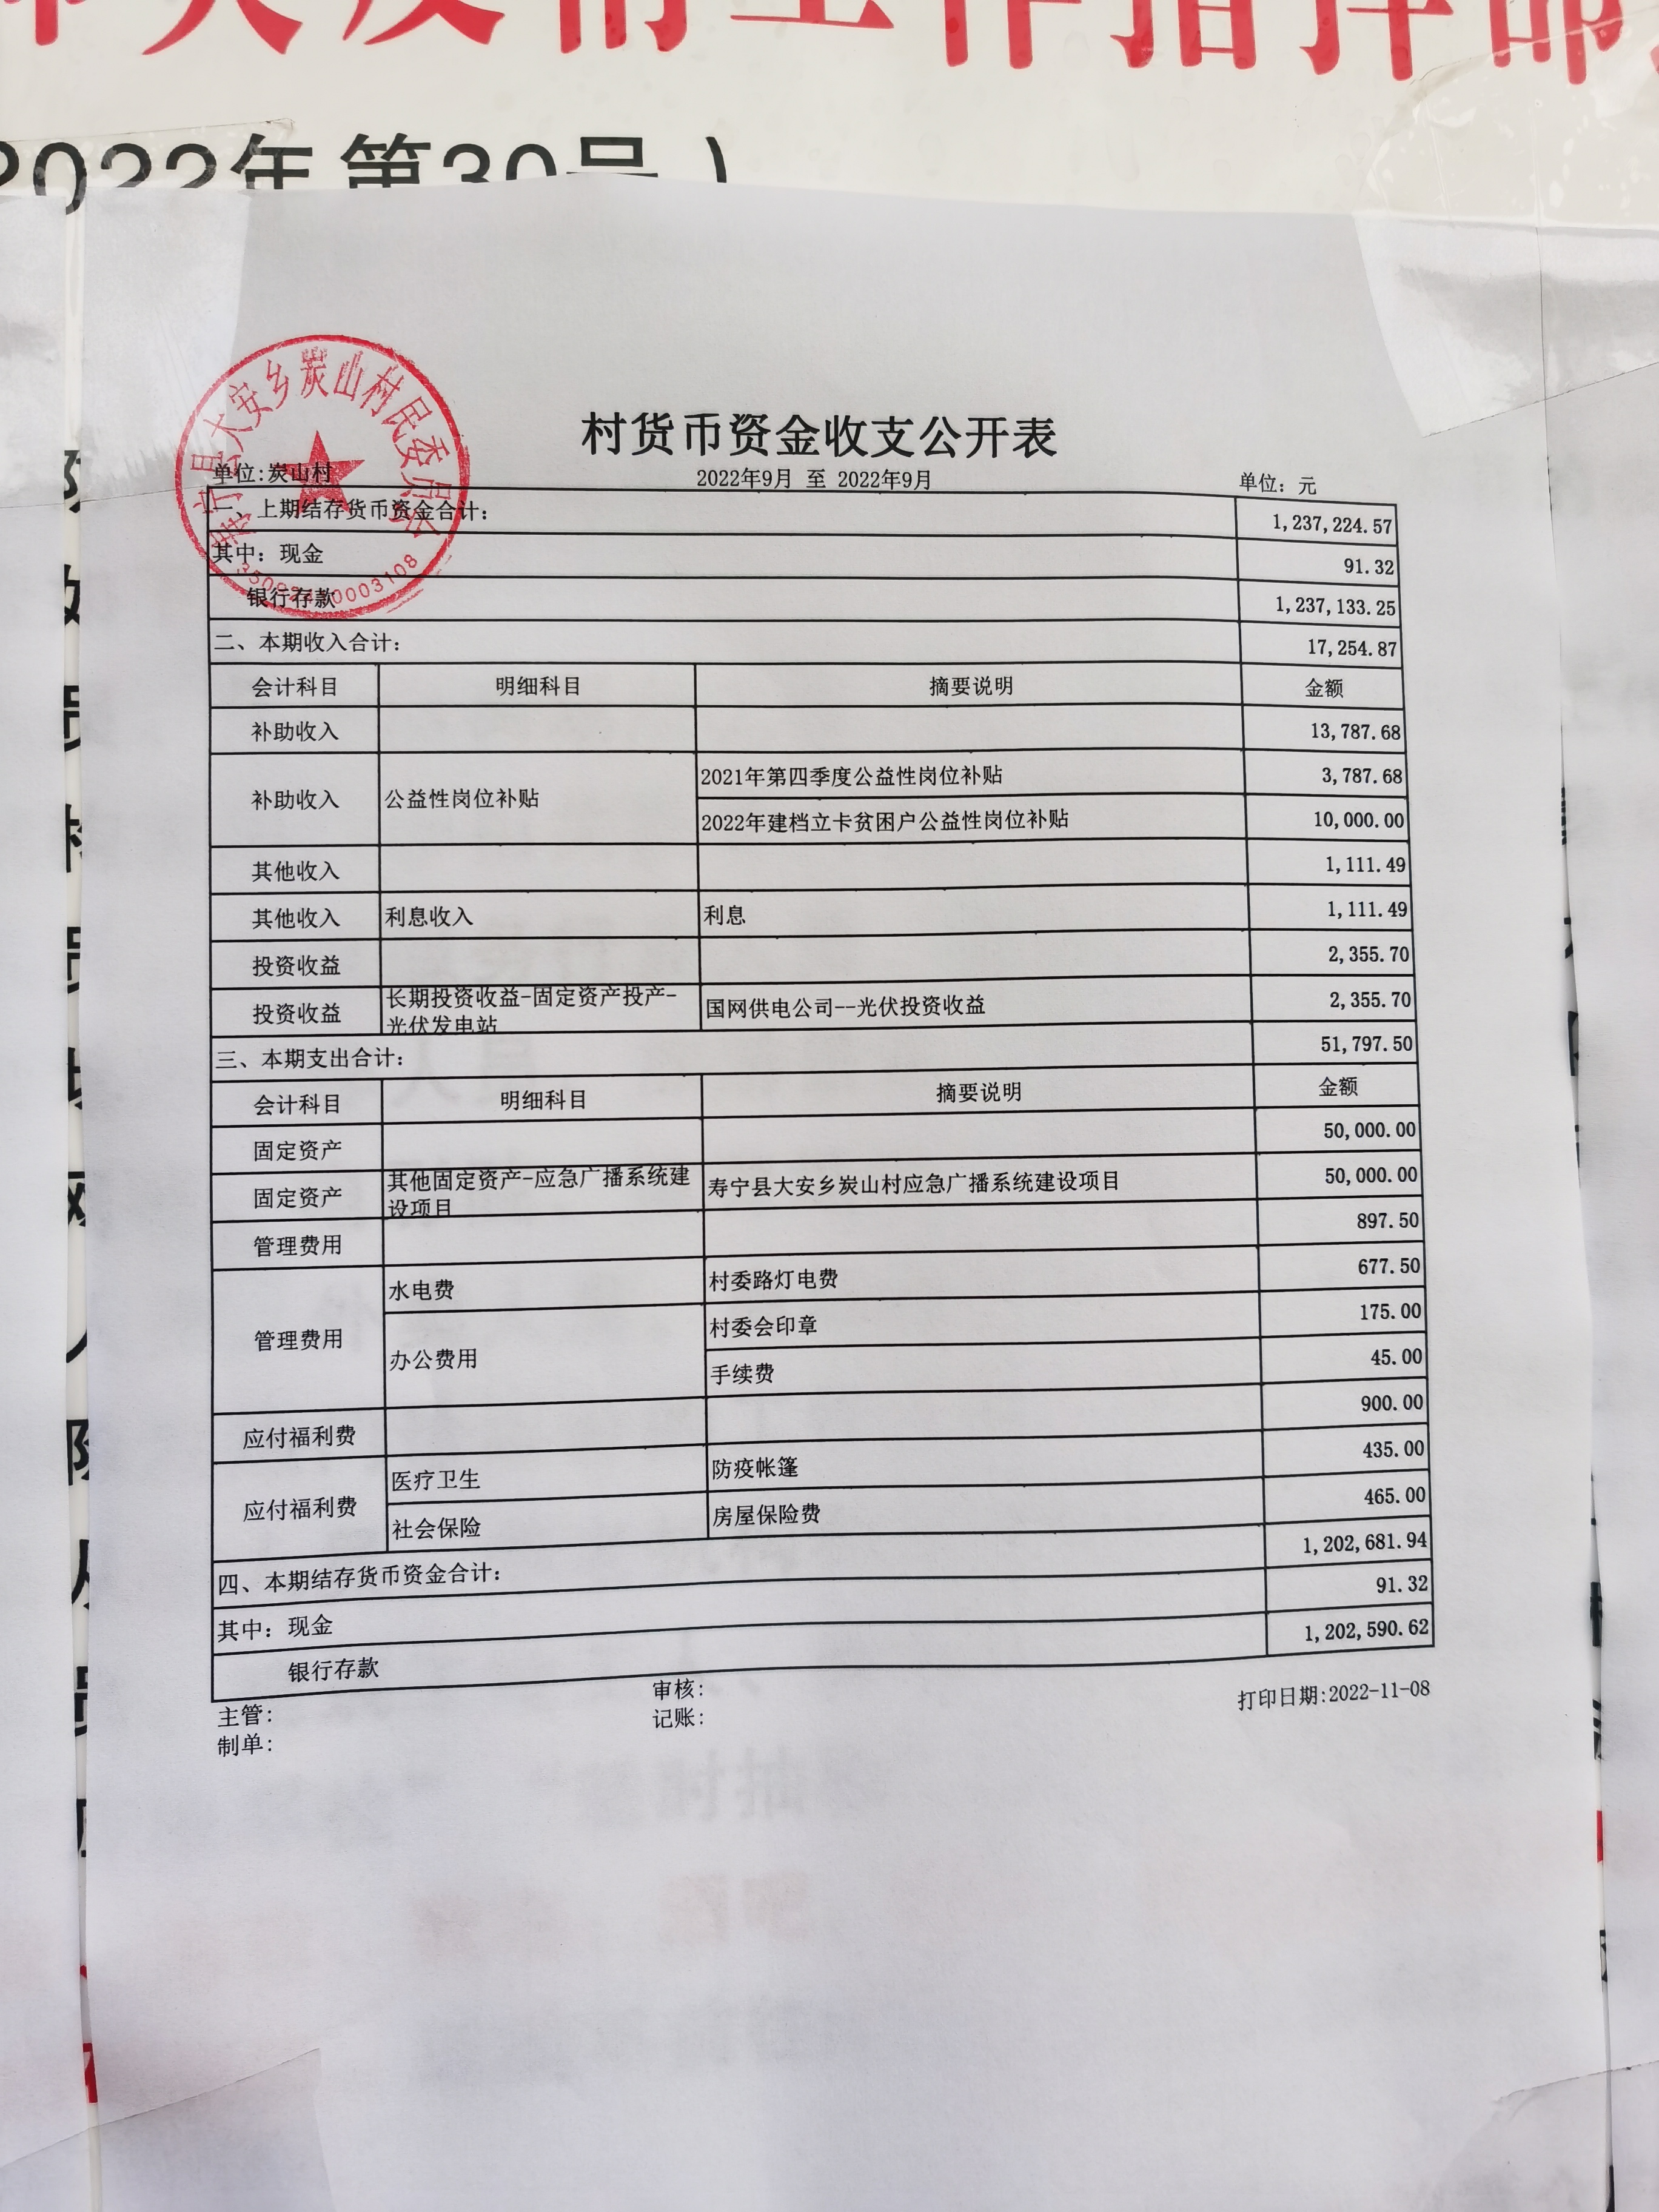 2022年第30号）
寿宁县大安乡炭山村民委员会
村货币资金收支公开表
单位:炭山村 2022年9月 至 2022年9月 单位: 元
一、上期结存货币资金合计: 1,237,224.57
其中: 现金 91.32
银行存款 1,237,133.25
二、本期收入合计: 17,254.87
会计科目 明细科目 摘要说明 金额
补助收入 13,787.68
补助收入 公益性岗位补贴 2021年第四季度公益性岗位补贴 3,787.68
2022年建档立卡贫困户公益性岗位补贴 10,000.00
其他收入 1,111.49
其他收入 利息收入 利息 1,111.49
投资收益 2,355.70
投资收益 长期投资收益-固定资产投产-光伏发电站 国网供电公司--光伏投资收益 2,355.70
三、本期支出合计: 51,797.50
会计科目 明细科目 摘要说明 金额
固定资产 50,000.00
固定资产 其他固定资产-应急广播系统建设项目 寿宁县大安乡炭山村应急广播系统建设项目 50,000.00
管理费用 897.50
管理费用 水电费 村委路灯电费 677.50
办公费用 村委会印章 175.00
手续费 45.00
应付福利费 900.00
应付福利费 医疗卫生 防疫帐篷 435.00
社会保险 房屋保险费 465.00
四、本期结存货币资金合计: 1,202,681.94
其中: 现金 91.32
银行存款 1,202,590.62
主管: 审核: 打印日期:2022-11-08
制单: 记账: